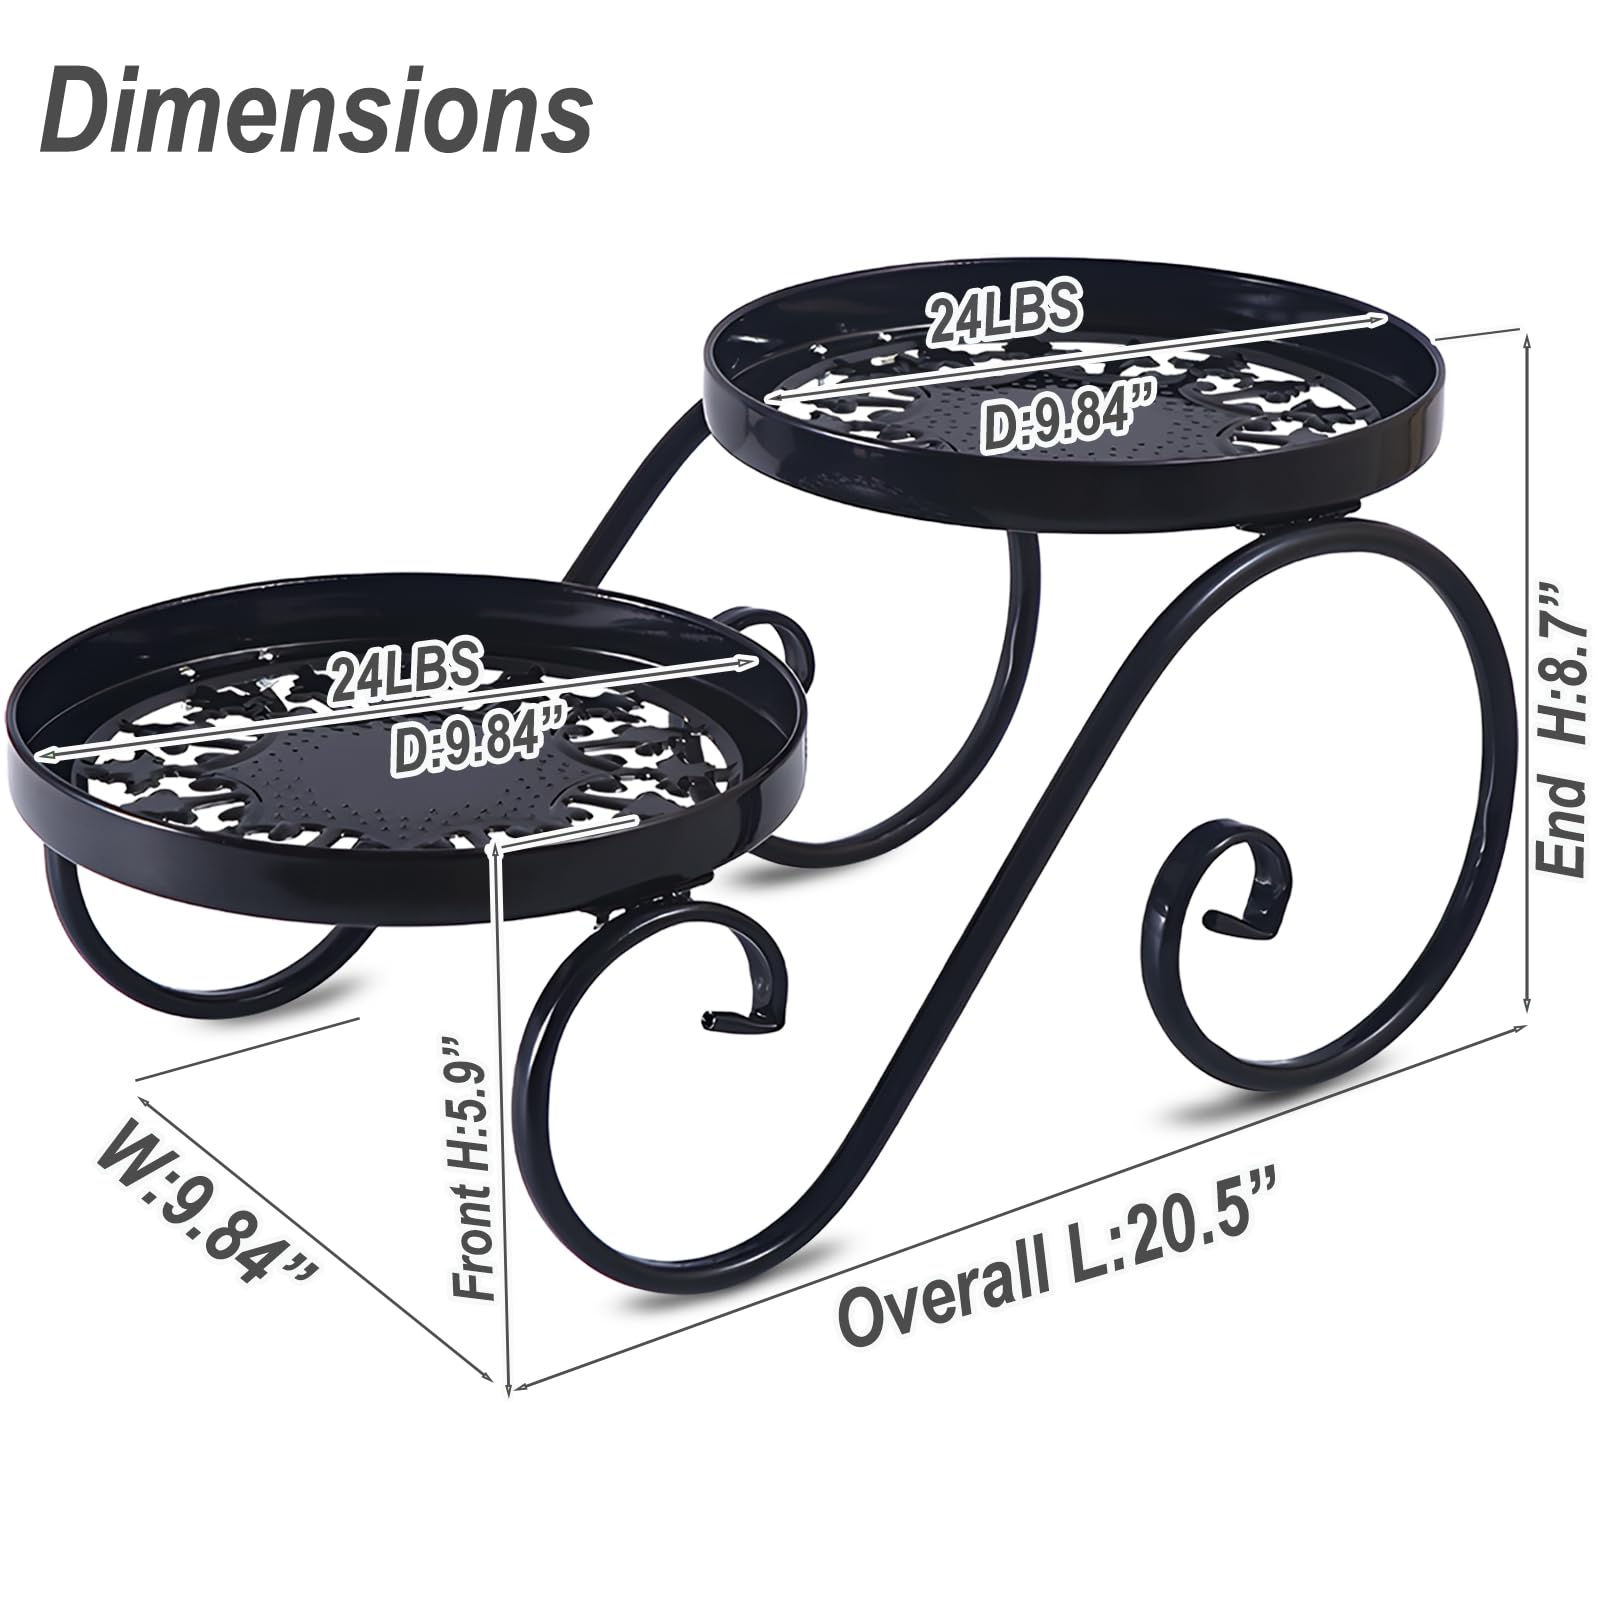 Dimensions
24LBS
D:9.84”
24LBS
D:9.84”
End H:8.7”
Front H:5.9”
W:9.84”
Overall L:20.5”